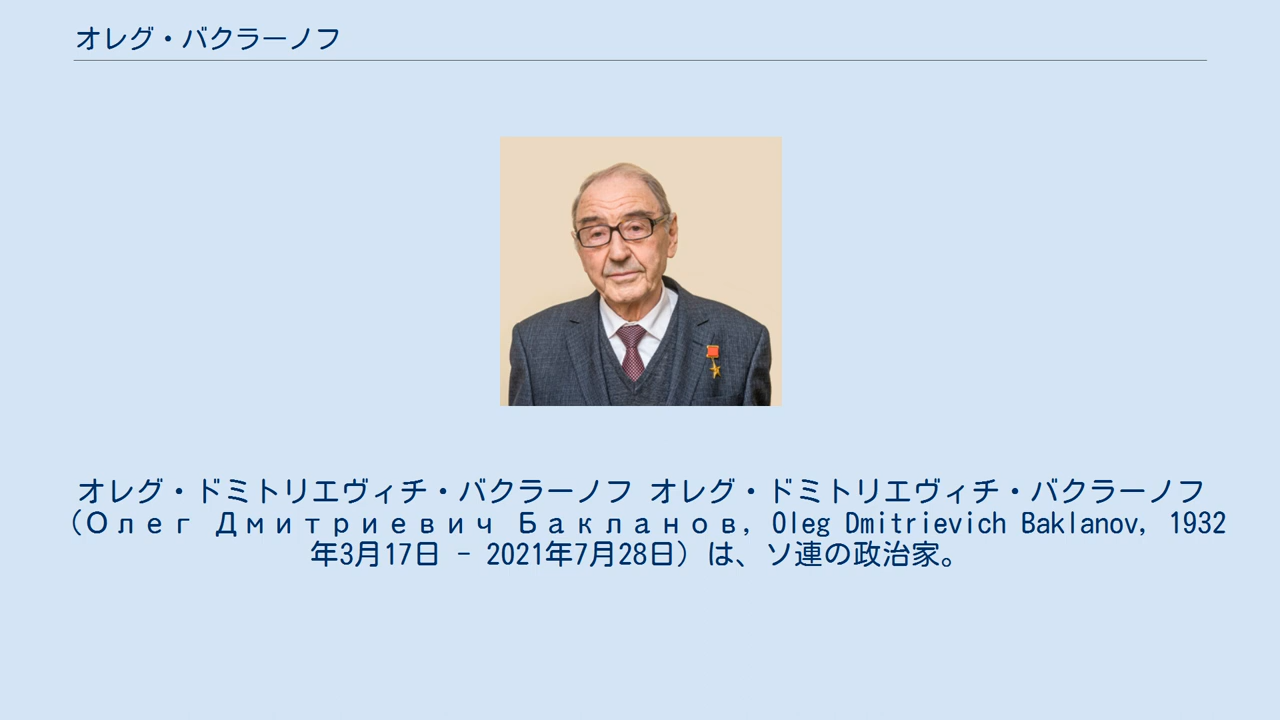 オレグ・バクラーノフ
オレグ・ドミトリエヴィチ・バクラーノフ オレグ・ドミトリエヴィチ・バクラーノフ
（Олег Дмитриевич Бакланов, Oleg Dmitrievich Baklanov, 1932
年3月17日 - 2021年7月28日）は、ソ連の政治家。